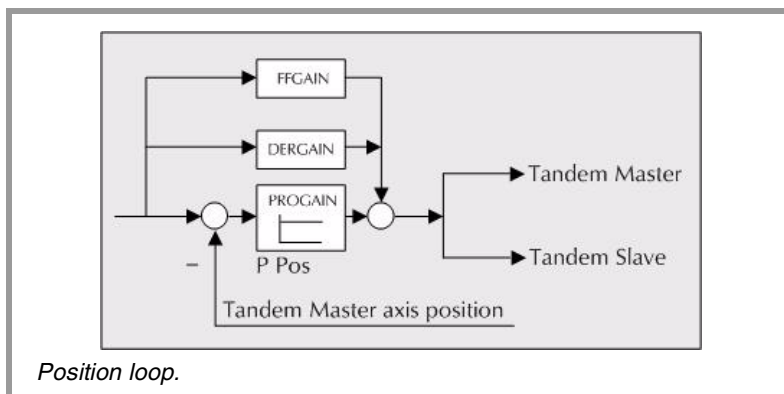 FFGAIN
DERGAIN
PROGAIN
P Pos
Tandem Master
Tandem Slave
–
Tandem Master axis position
Position loop.